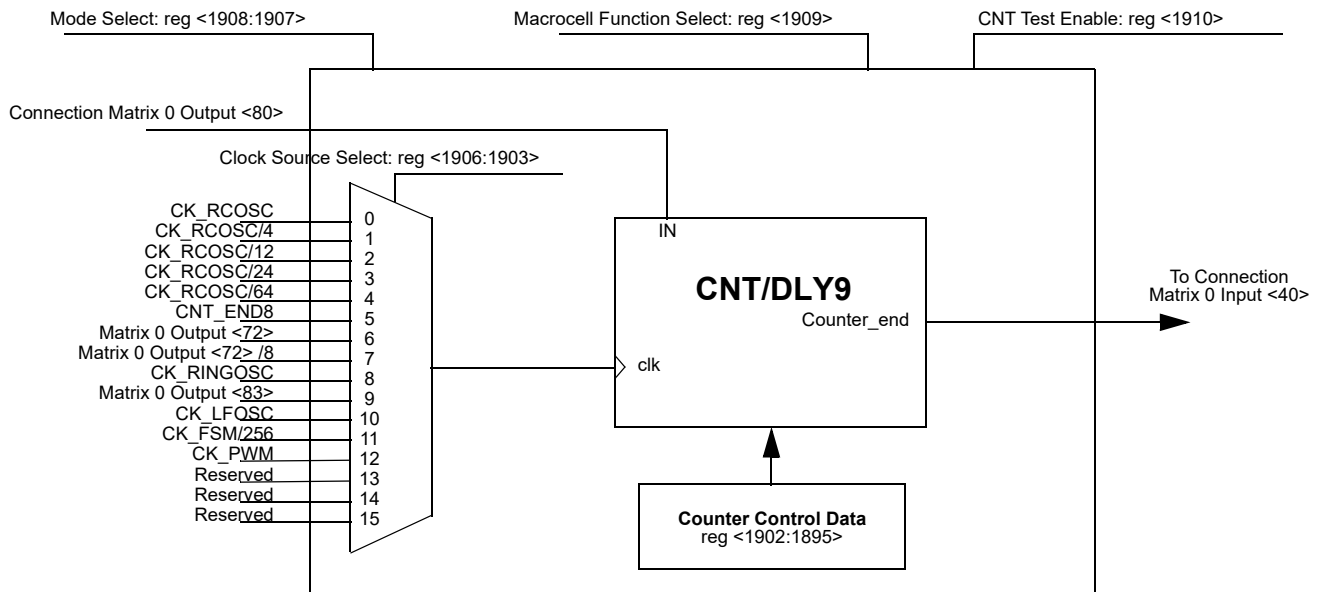 Mode Select: reg <1908:1907>
Macrocell Function Select: reg <1909>
CNT Test Enable: reg <1910>
Connection Matrix 0 Output <80>
Clock Source Select: reg <1906:1903>
CK_RCOSC 0
CK_RCOSC/4 1
CK_RCOSC/12 2
CK_RCOSC/24 3
CK_RCOSC/64 4
CNT_END8 5
Matrix 0 Output <72> 6
Matrix 0 Output <72> /8 7
CK_RINGOSC 8
Matrix 0 Output <83> 9
CK_LFOSC 10
CK_FSM/256 11
CK_PWM 12
Reserved 13
Reserved 14
Reserved 15
IN
CNT/DLY9
Counter_end
clk
To Connection
Matrix 0 Input <40>
Counter Control Data
reg <1902:1895>